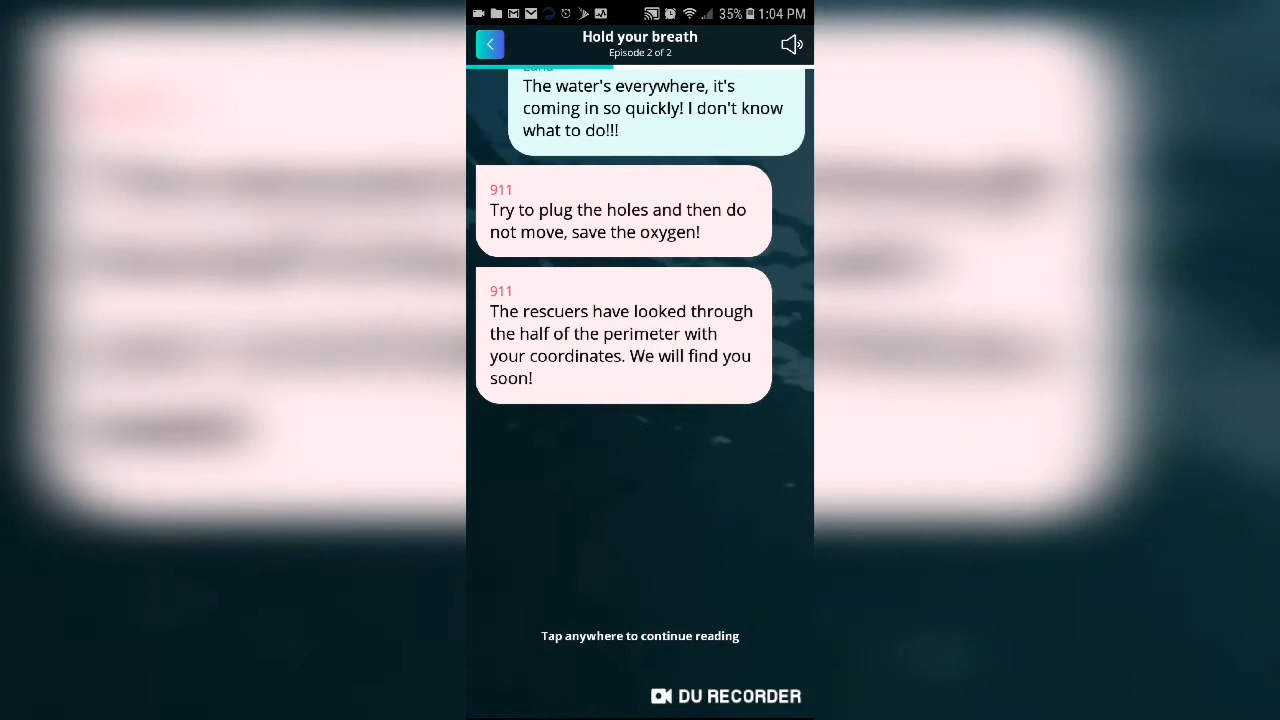 35% 1:04 PM
Hold your breath
Episode 2 of 2
The water's everywhere, it's
coming in so quickly! I don't know
what to do!!!
911
Try to plug the holes and then do
not move, save the oxygen!
911
The rescuers have looked through
the half of the perimeter with
your coordinates. We will find you
soon!
Tap anywhere to continue reading
DU RECORDER